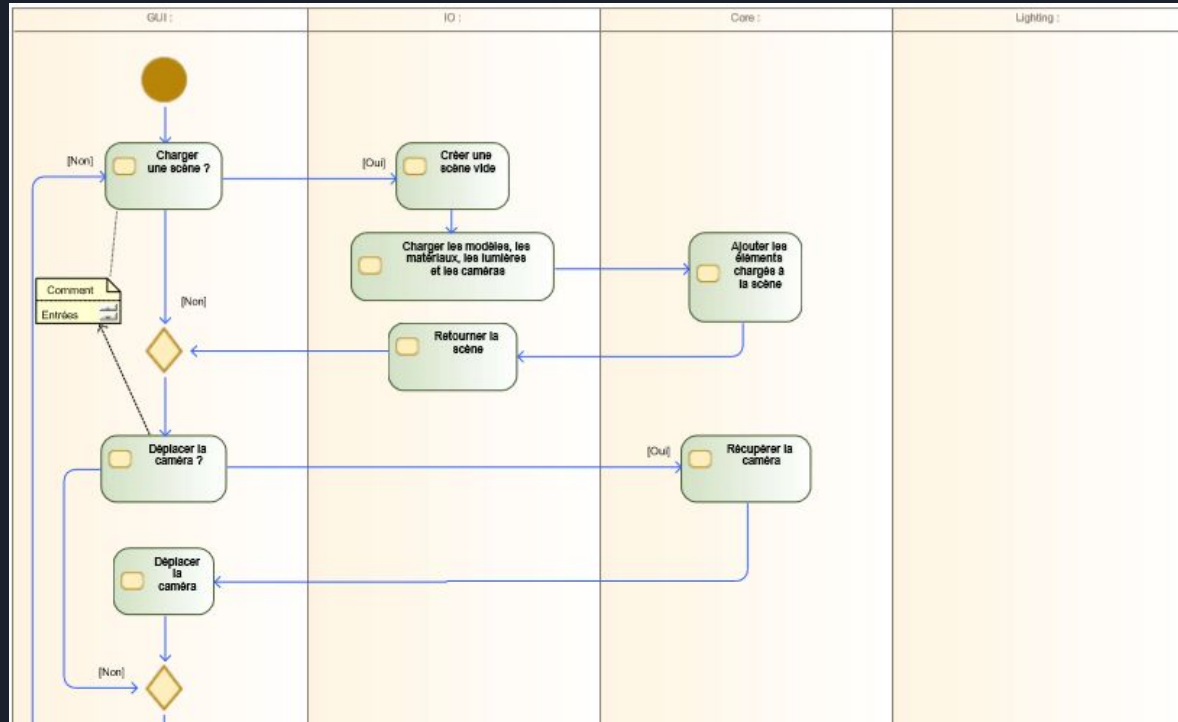 GUI :
IO :
Core :
Lighting :
[Non]
Charger
une scène ?
[Oui]
Créer une
scène vide
Charger les modèles, les
matériaux, les lumières
et les caméras
Ajouter les
éléments
chargés à
la scène
Comment
Entrées
[Non]
Retourner la
scène
Déplacer la
caméra ?
[Oui]
Récupérer la
caméra
Déplacer
la
caméra
[Non]